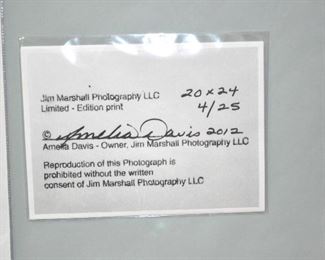 Jim Marshall Photography LLC 20 x 24
Limited - Edition print 4/25
© Amelia Davis 2012
Amelia Davis - Owner, Jim Marshall Photography LLC
Reproduction of this Photograph is
prohibited without the written
consent of Jim Marshall Photography LLC